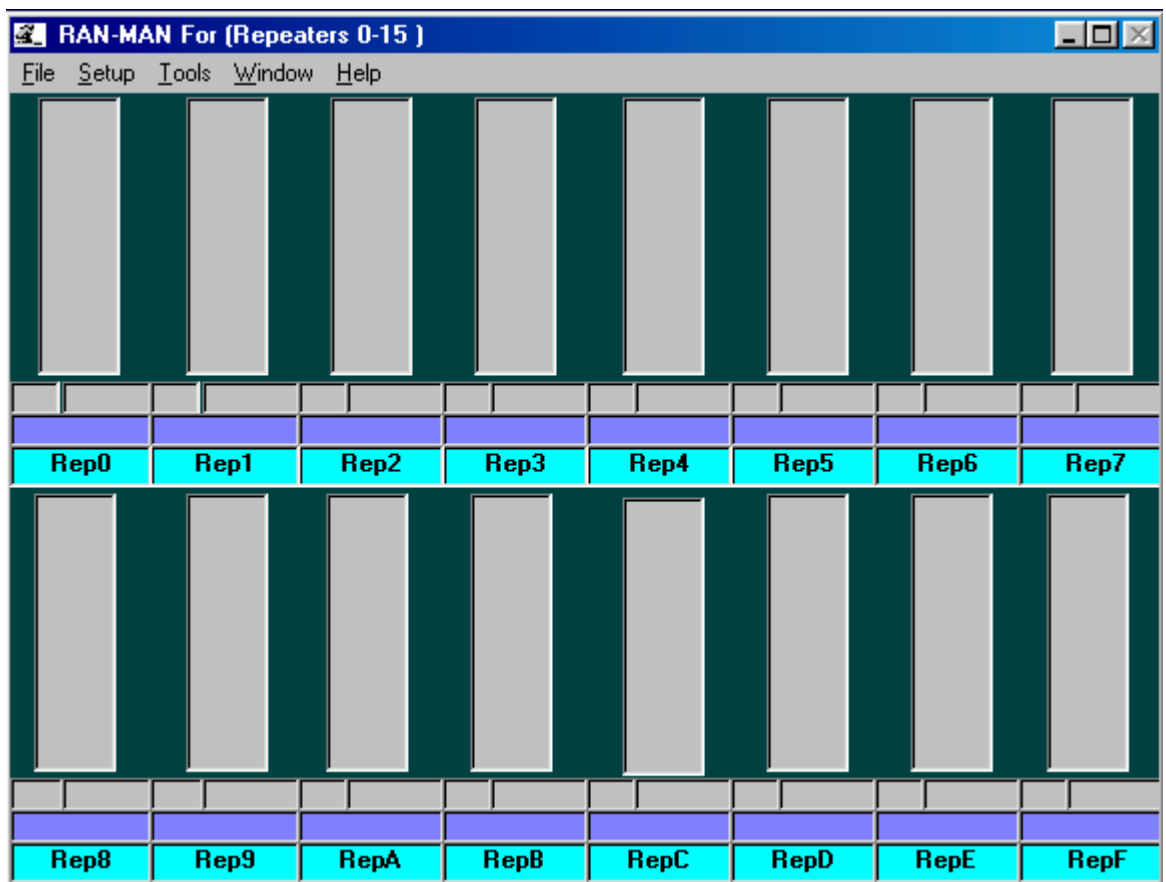 RAN-MAN For (Repeaters 0-15 )
File Setup Tools Window Help
Rep0 Rep1 Rep2 Rep3 Rep4 Rep5 Rep6 Rep7
Rep8 Rep9 RepA RepB RepC RepD RepE RepF